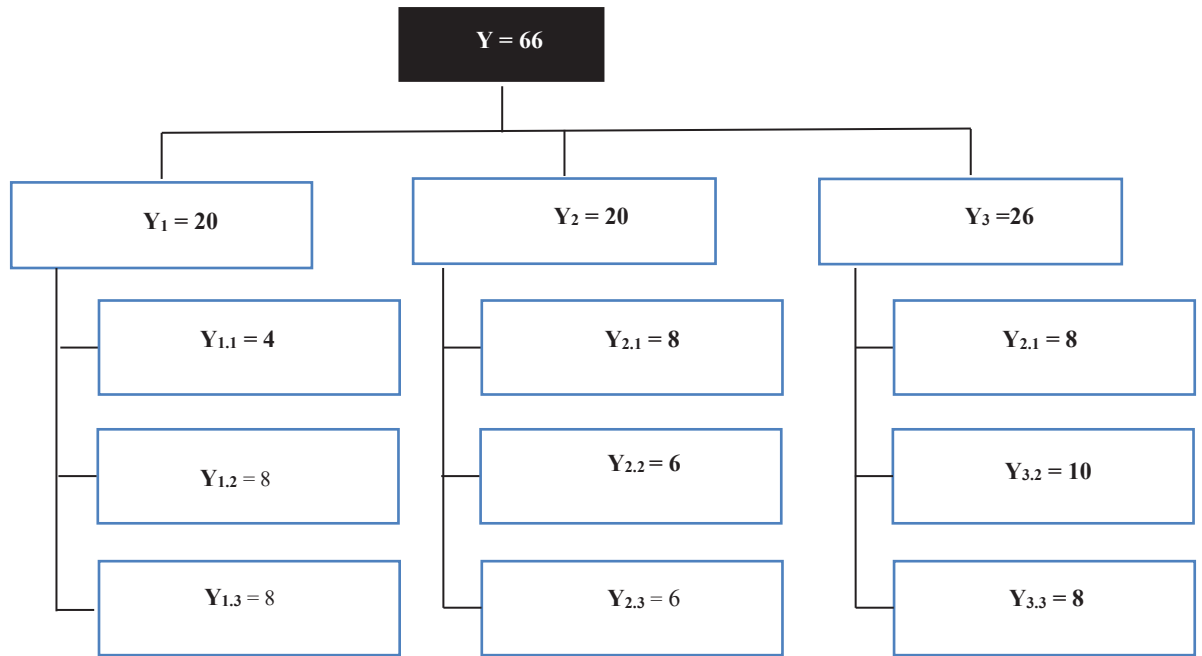 Y = 66
Y₁ = 20
Y₂ = 20
Y₃ =26
Y₁.₁ = 4
Y₂.₁ = 8
Y₂.₁ = 8
Y₁.₂ = 8
Y₂.₂ = 6
Y₃.₂ = 10
Y₁.₃ = 8
Y₂.₃ = 6
Y₃.₃ = 8